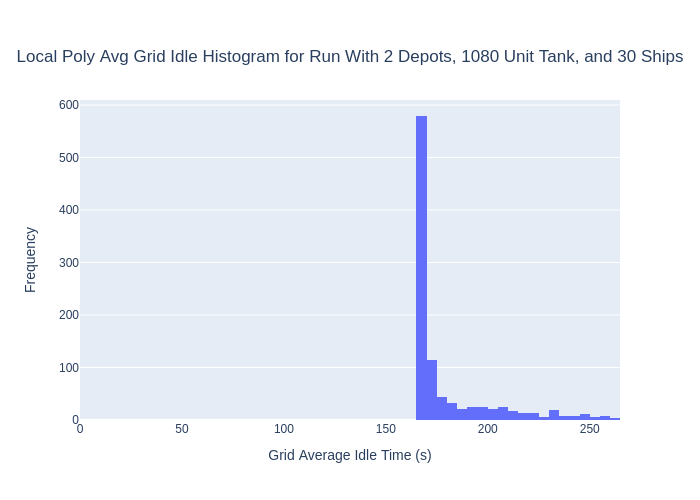 Local Poly Avg Grid Idle Histogram for Run With 2 Depots, 1080 Unit Tank, and 30 Ships
600
500
400
300
200
100
0
Frequency
0 50 100 150 200 250
Grid Average Idle Time (s)